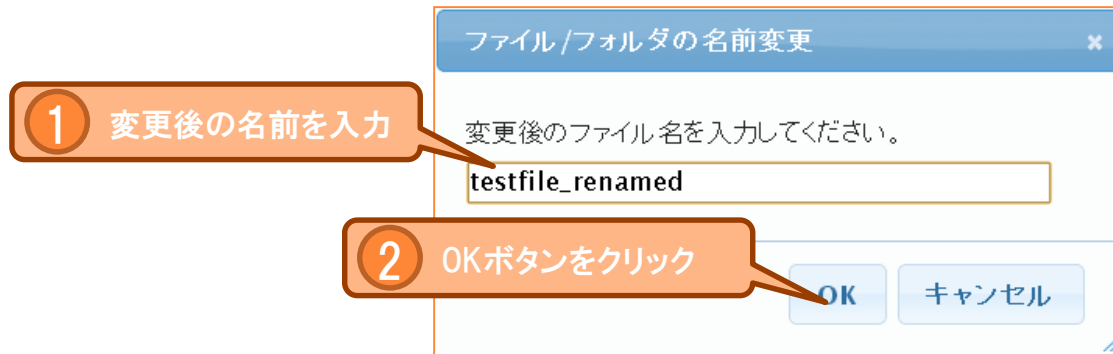 ファイル/フォルダの名前変更
×
1 変更後の名前を入力
変更後のファイル名を入力してください。
testfile_renamed
2 OKボタンをクリック
OK キャンセル